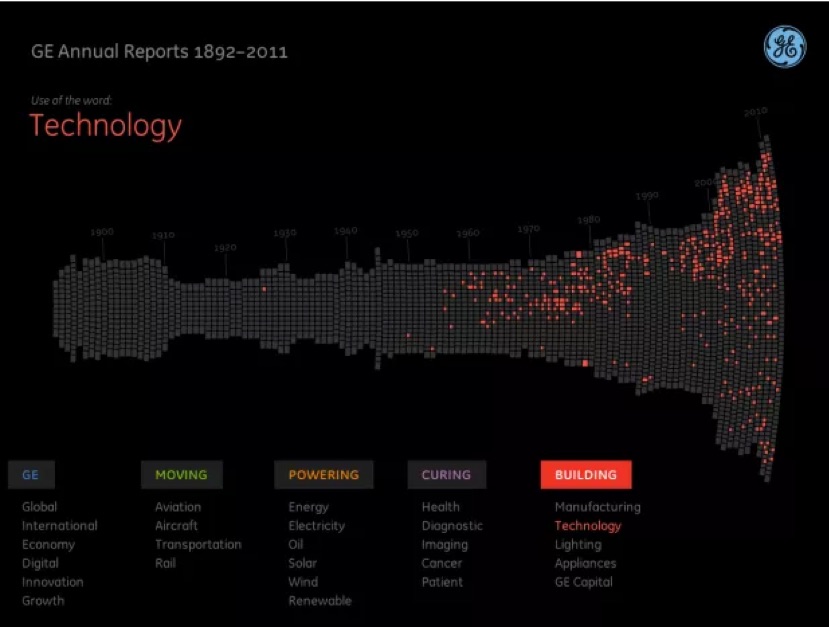 GE Annual Reports 1892–2011
GE
Use of the word:
Technology
1900
1910
1920
1930
1940
1950
1960
1970
1980
1990
2010
GE
MOVING
POWERING
CURING
BUILDING
Global
Aviation
Energy
Health
Manufacturing
International
Aircraft
Electricity
Diagnostic
Technology
Economy
Transportation
Oil
Imaging
Lighting
Digital
Rail
Solar
Cancer
Appliances
Innovation
Wind
Patient
GE Capital
Growth
Renewable